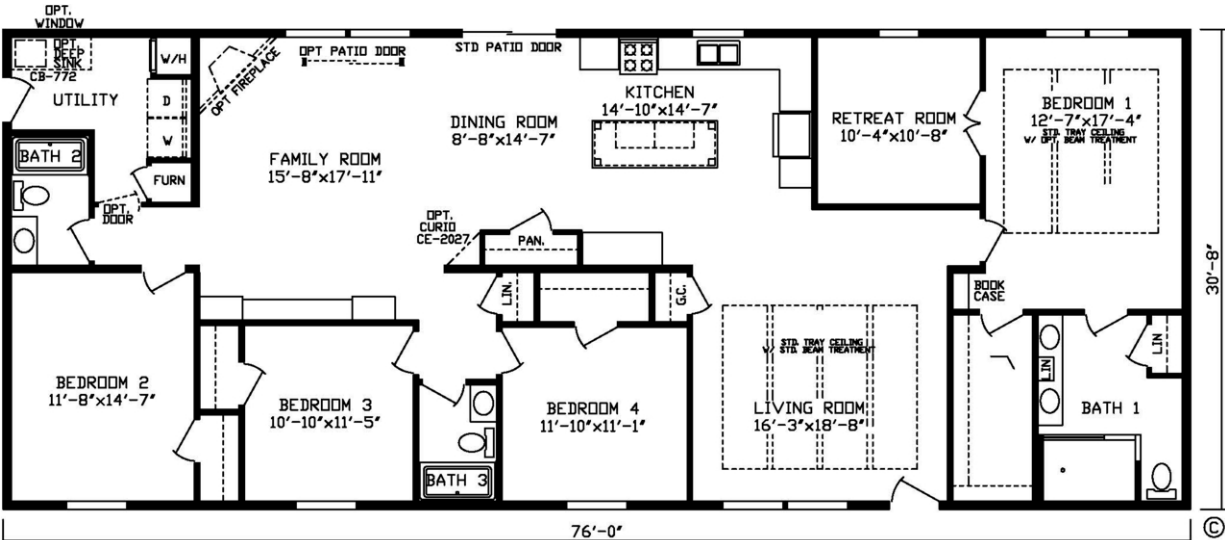 OPT.
WINDOW
OPT.
DEEP
SINK
CB-772
W/H
UTILITY
D
W
FURN
BATH 2
OPT.
DOOR
OPT FIREPLACE
OPT PATIO DOOR
STD PATIO DOOR
FAMILY ROOM
15'-8"x17'-11"
DINING ROOM
8'-8"x14'-7"
KITCHEN
14'-10"x14'-7"
OPT.
CURIO
CE-2027
PAN.
RETREAT ROOM
10'-4"x10'-8"
BEDROOM 1
12'-7"x17'-4"
STD. TRAY CEILING
W/ OPT. BEAM TREATMENT
BOOK
CASE
LIN.
G.C.
STD. TRAY CEILING
W/ STD. BEAM TREATMENT
LIVING ROOM
16'-3"x18'-8"
BEDROOM 2
11'-8"x14'-7"
BEDROOM 3
10'-10"x11'-5"
BATH 3
BEDROOM 4
11'-10"x11'-1"
LIN
LIN
BATH 1
30'-8"
76'-0"
©